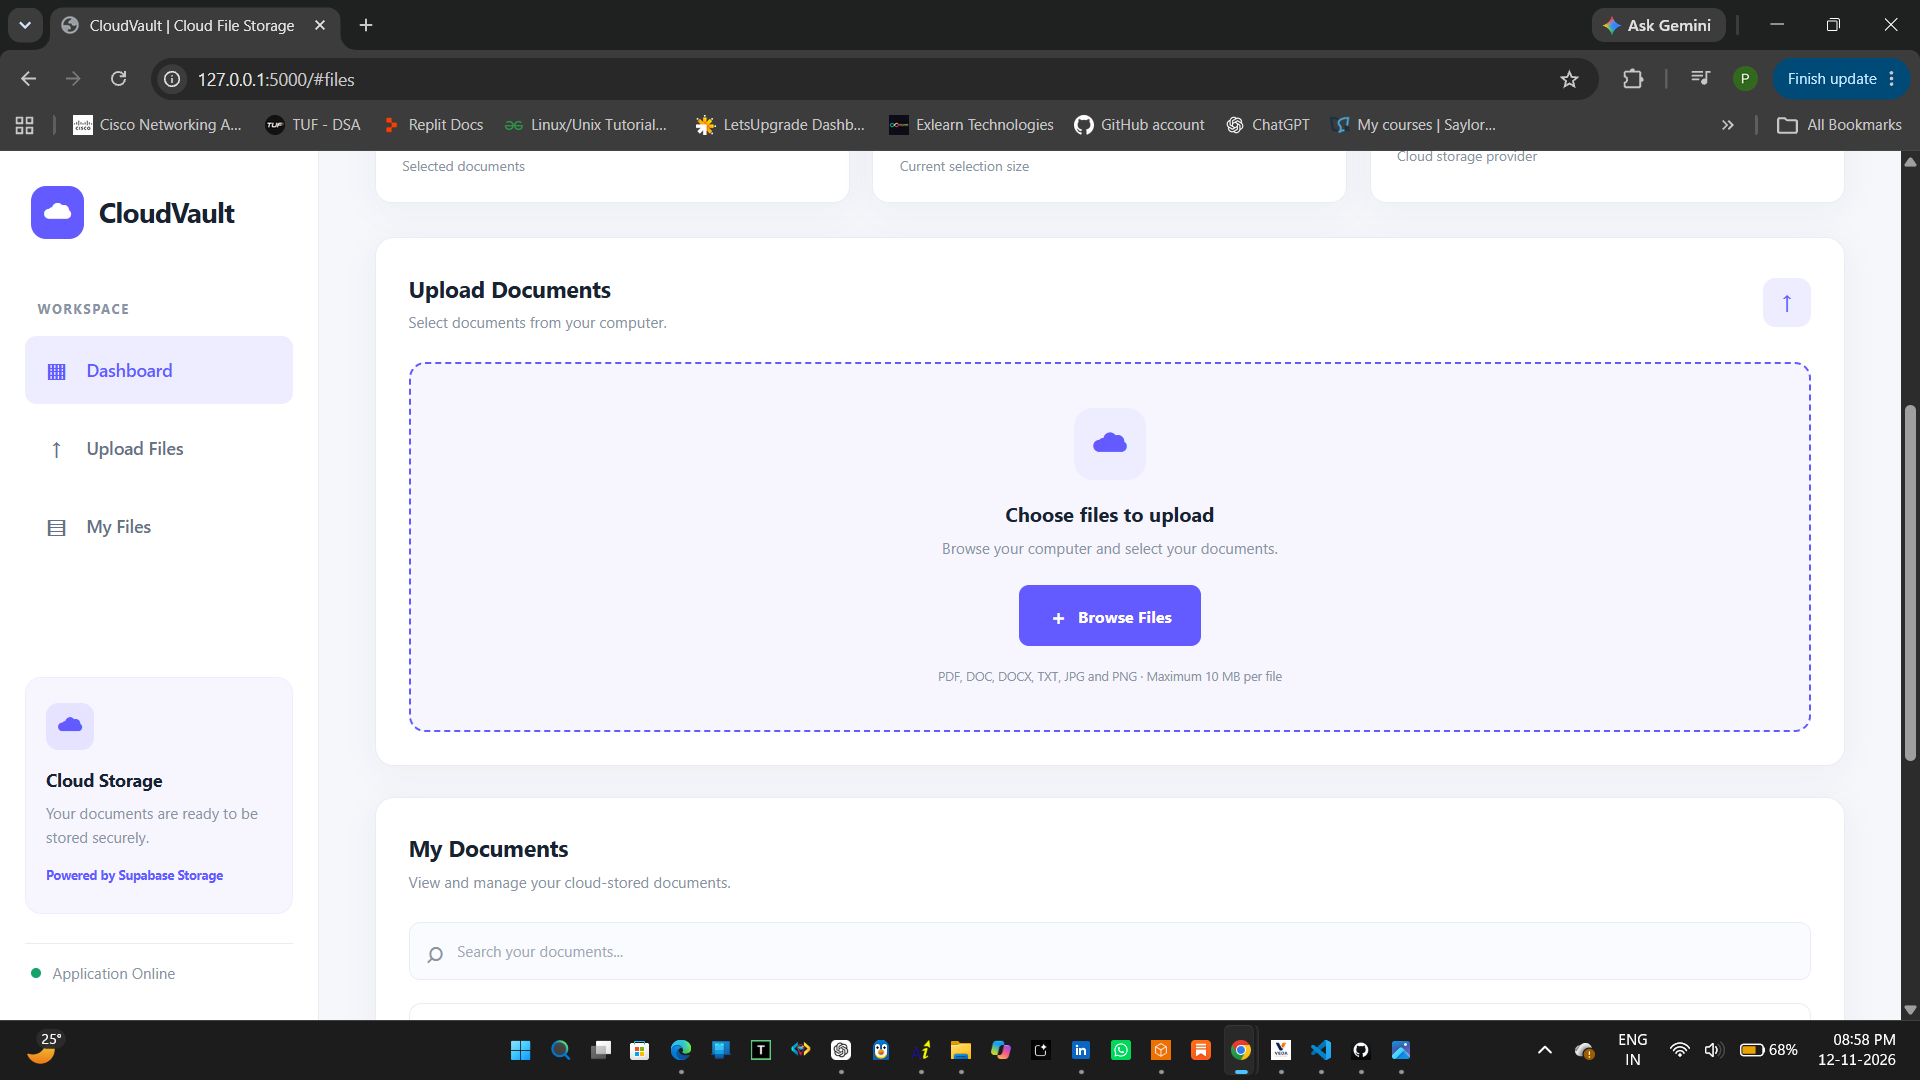 CloudVault | Cloud File Storage
Ask Gemini
127.0.0.1:5000/#files
P
Finish update
Cisco Networking A...
TUF - DSA
Replit Docs
Linux/Unix Tutorial...
LetsUpgrade Dashb...
Exlearn Technologies
GitHub account
ChatGPT
My courses | Saylor...
All Bookmarks
CloudVault
WORKSPACE
Dashboard
Upload Files
My Files
Cloud Storage
Your documents are ready to be
stored securely.
Powered by Supabase Storage
Application Online
Selected documents
Current selection size
Cloud storage provider
Upload Documents
Select documents from your computer.
Choose files to upload
Browse your computer and select your documents.
+ Browse Files
PDF, DOC, DOCX, TXT, JPG and PNG · Maximum 10 MB per file
My Documents
View and manage your cloud-stored documents.
Search your documents...
25°
ENG
IN
68%
08:58 PM
12-11-2026